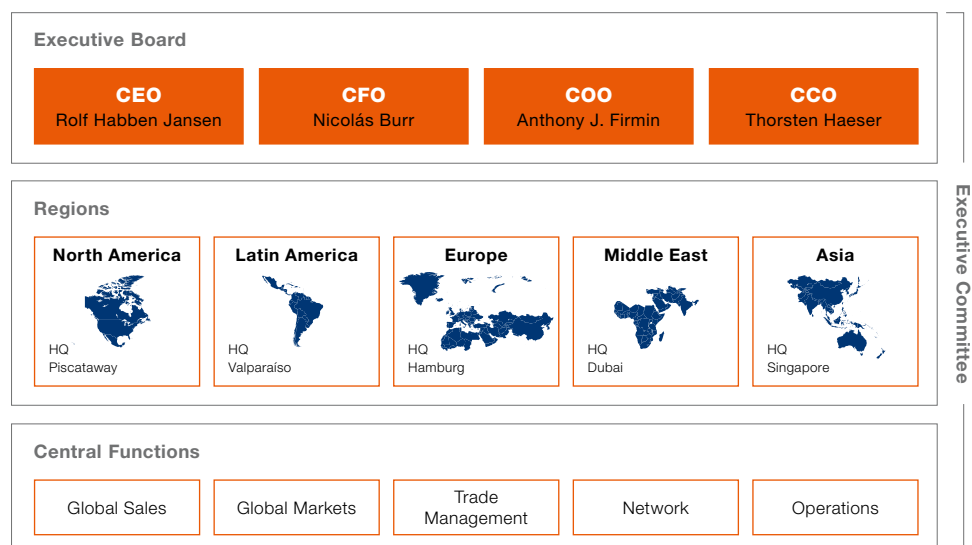 Executive Board
CEO
Rolf Habben Jansen
CFO
Nicolás Burr
COO
Anthony J. Firmin
CCO
Thorsten Haeser
Regions
North America
HQ
Piscataway
Latin America
HQ
Valparaíso
Europe
HQ
Hamburg
Middle East
HQ
Dubai
Asia
HQ
Singapore
Central Functions
Global Sales
Global Markets
Trade
Management
Network
Operations
Executive Committee